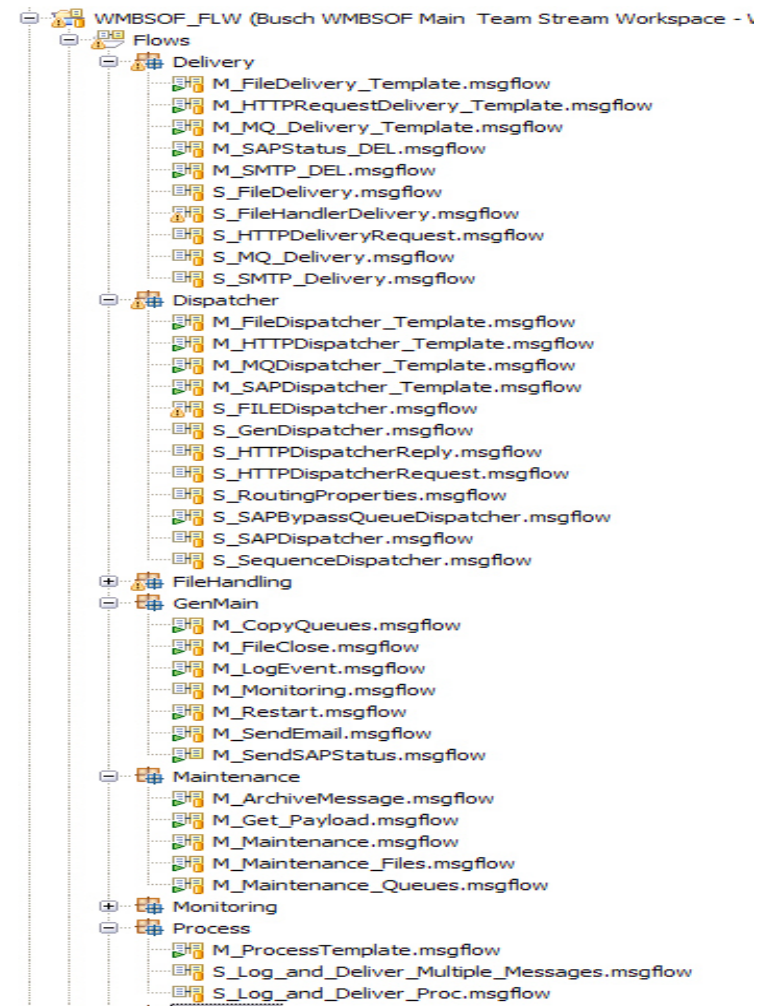 WMBSOF_FLW (Busch WMBSOF Main Team Stream Workspace -
Flows
Delivery
M_FileDelivery_Template.msgflow
M_HTTPRequestDelivery_Template.msgflow
M_MQ_Delivery_Template.msgflow
M_SAPStatus_DEL.msgflow
M_SMTP_DEL.msgflow
S_FileDelivery.msgflow
S_FileHandlerDelivery.msgflow
S_HTTPDeliveryRequest.msgflow
S_MQ_Delivery.msgflow
S_SMTP_Delivery.msgflow
Dispatcher
M_FileDispatcher_Template.msgflow
M_HTTPDispatcher_Template.msgflow
M_MQDispatcher_Template.msgflow
M_SAPDispatcher_Template.msgflow
S_FILEDispatcher.msgflow
S_GenDispatcher.msgflow
S_HTTPDispatcherReply.msgflow
S_HTTPDispatcherRequest.msgflow
S_RoutingProperties.msgflow
S_SAPBypassQueueDispatcher.msgflow
S_SAPDispatcher.msgflow
S_SequenceDispatcher.msgflow
FileHandling
GenMain
M_CopyQueues.msgflow
M_FileClose.msgflow
M_LogEvent.msgflow
M_Monitoring.msgflow
M_Restart.msgflow
M_SendEmail.msgflow
M_SendSAPStatus.msgflow
Maintenance
M_ArchiveMessage.msgflow
M_Get_Payload.msgflow
M_Maintenance.msgflow
M_Maintenance_Files.msgflow
M_Maintenance_Queues.msgflow
Monitoring
Process
M_ProcessTemplate.msgflow
S_Log_and_Deliver_Multiple_Messages.msgflow
S_Log_and_Deliver_Proc.msgflow